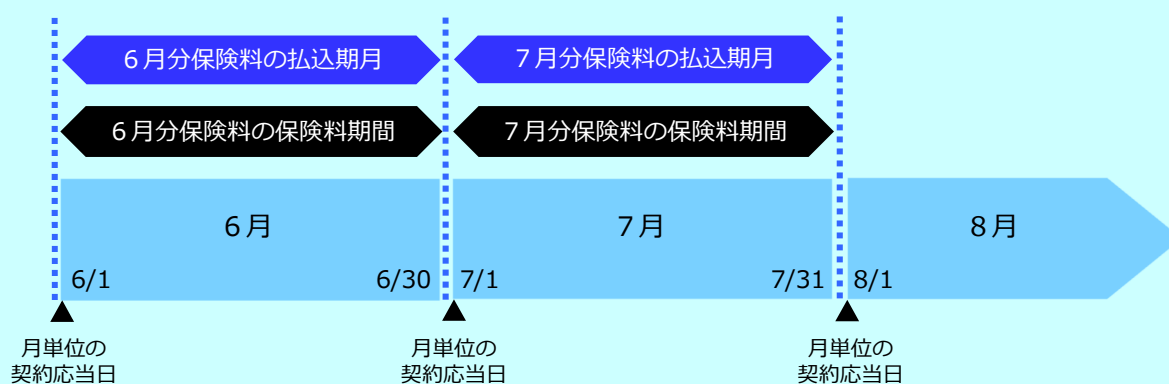 ６月分保険料の払込期月
７月分保険料の払込期月
６月分保険料の保険料期間
７月分保険料の保険料期間
６月
７月
８月
6/1
6/30
7/1
7/31
8/1
月単位の
契約応当日
月単位の
契約応当日
月単位の
契約応当日